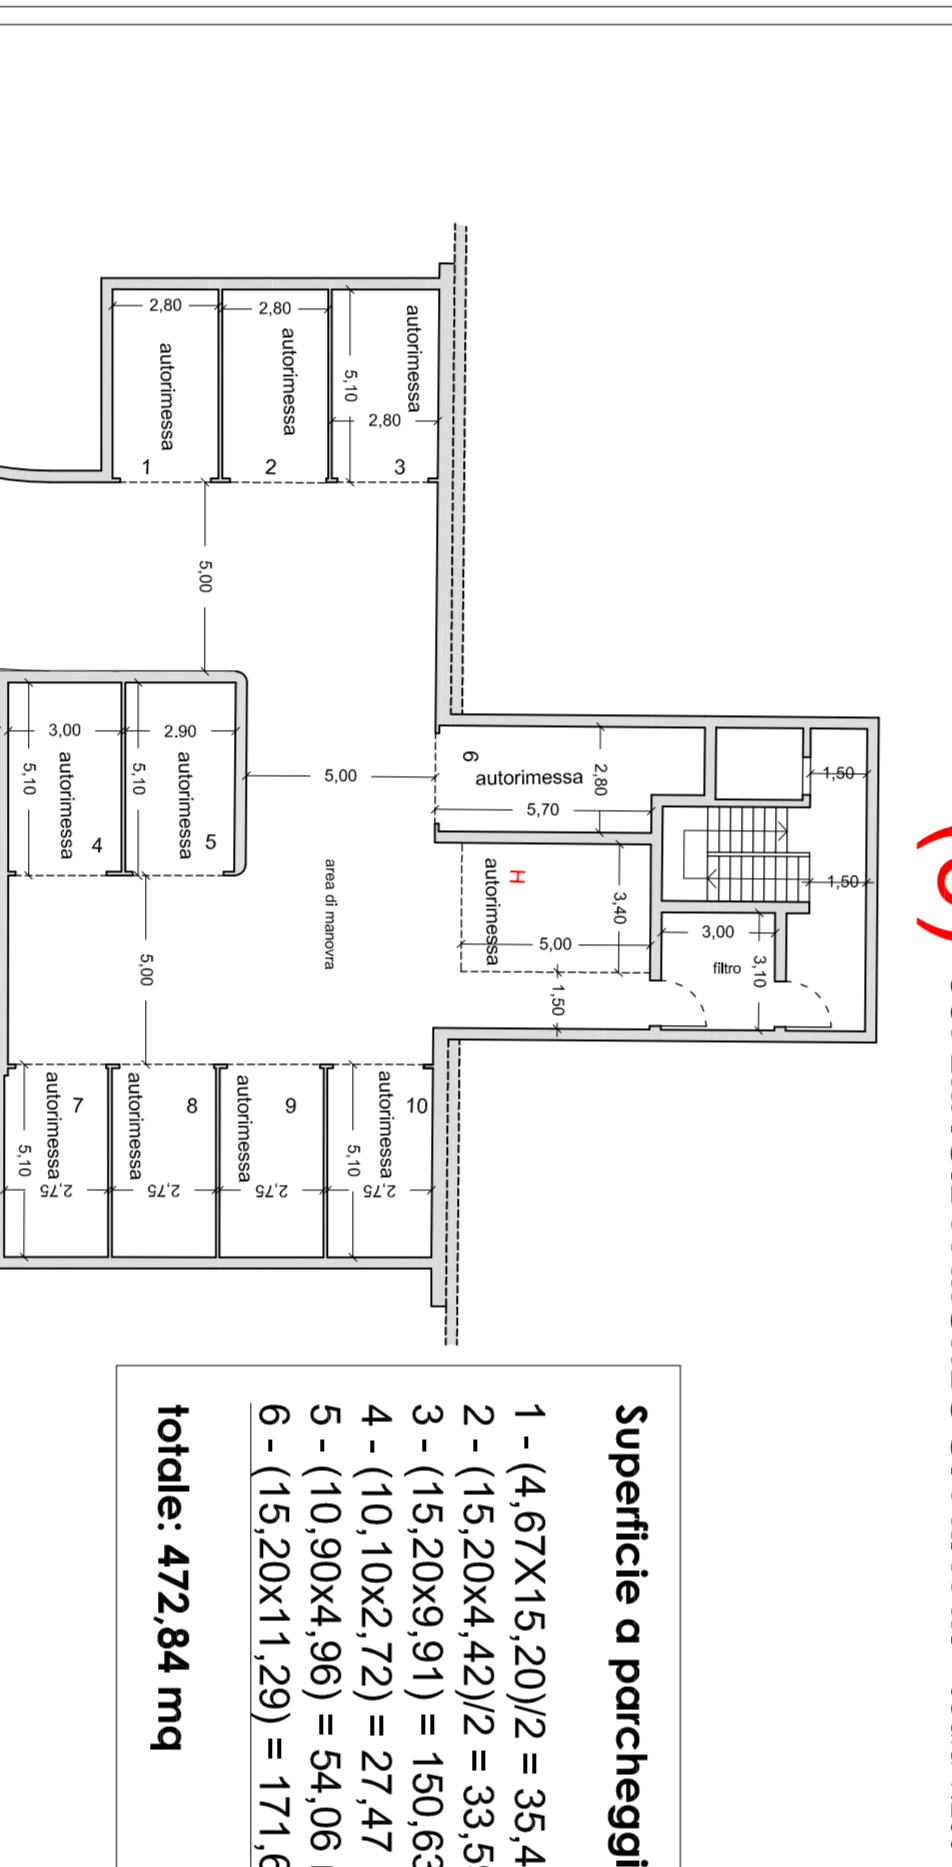 2,80
2,80
5,10
2,80
autorimessa
1
autorimessa
2
autorimessa
3
5,00
3,00
5,10
autorimessa
4
2.90
5,10
autorimessa
5
5,00
6
autorimessa
2,80
5,70
1,50
1,50
area di manovra
H
autorimessa
3,40
5,00
1,50
3,00
filtro
3,10
5,00
autorimessa
7
5,10
2,75
autorimessa
8
2,75
autorimessa
9
2,75
autorimessa
10
5,10
2,75
Superficie a parcheggi
1 - (4,67X15,20)/2 = 35,4
2 - (15,20x4,42)/2 = 33,5
3 - (15,20x9,91) = 150,63
4 - (10,10x2,72) = 27,47
5 - (10,90x4,96) = 54,06
6 - (15,20x11,29) = 171,6
totale: 472,84 mq